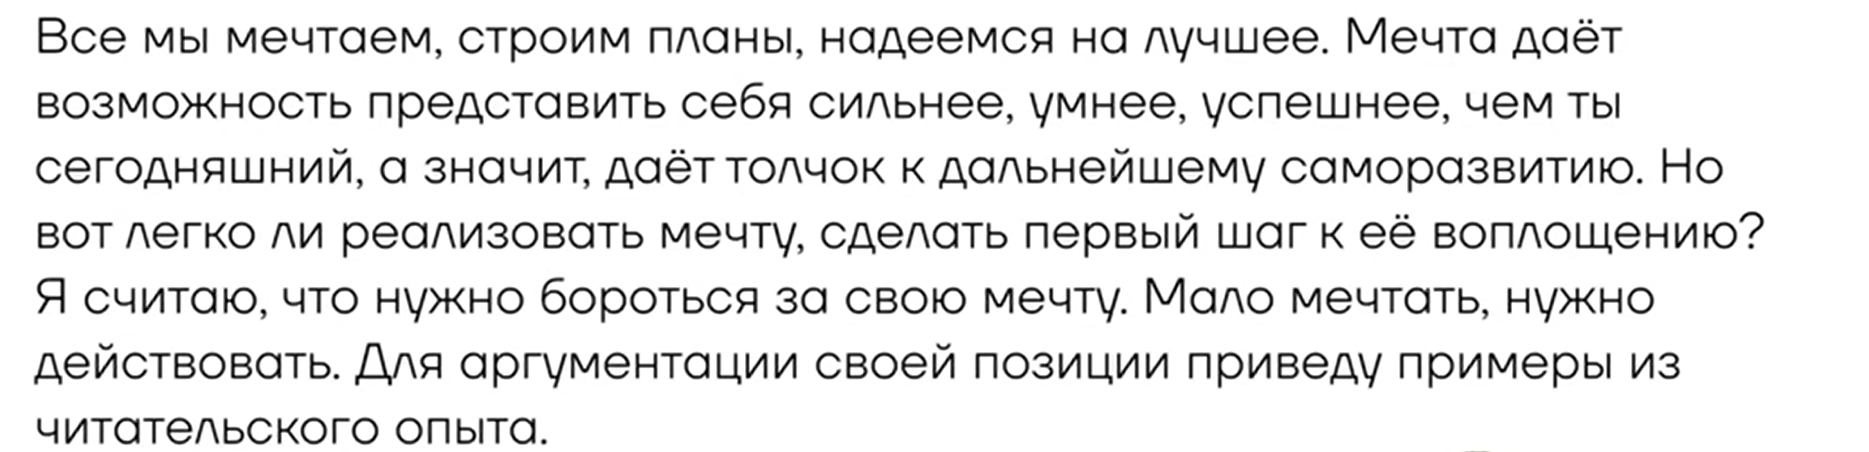 Все мы мечтаем, строим планы, надеемся на лучшее. Мечта даёт
возможность представить себя сильнее, умнее, успешнее, чем ты
сегодняшний, а значит, даёт толчок к дальнейшему саморазвитию. Но
вот легко ли реализовать мечту, сделать первый шаг к её воплощению?
Я считаю, что нужно бороться за свою мечту. Мало мечтать, нужно
действовать. Для аргументации своей позиции приведу примеры из
читательского опыта.